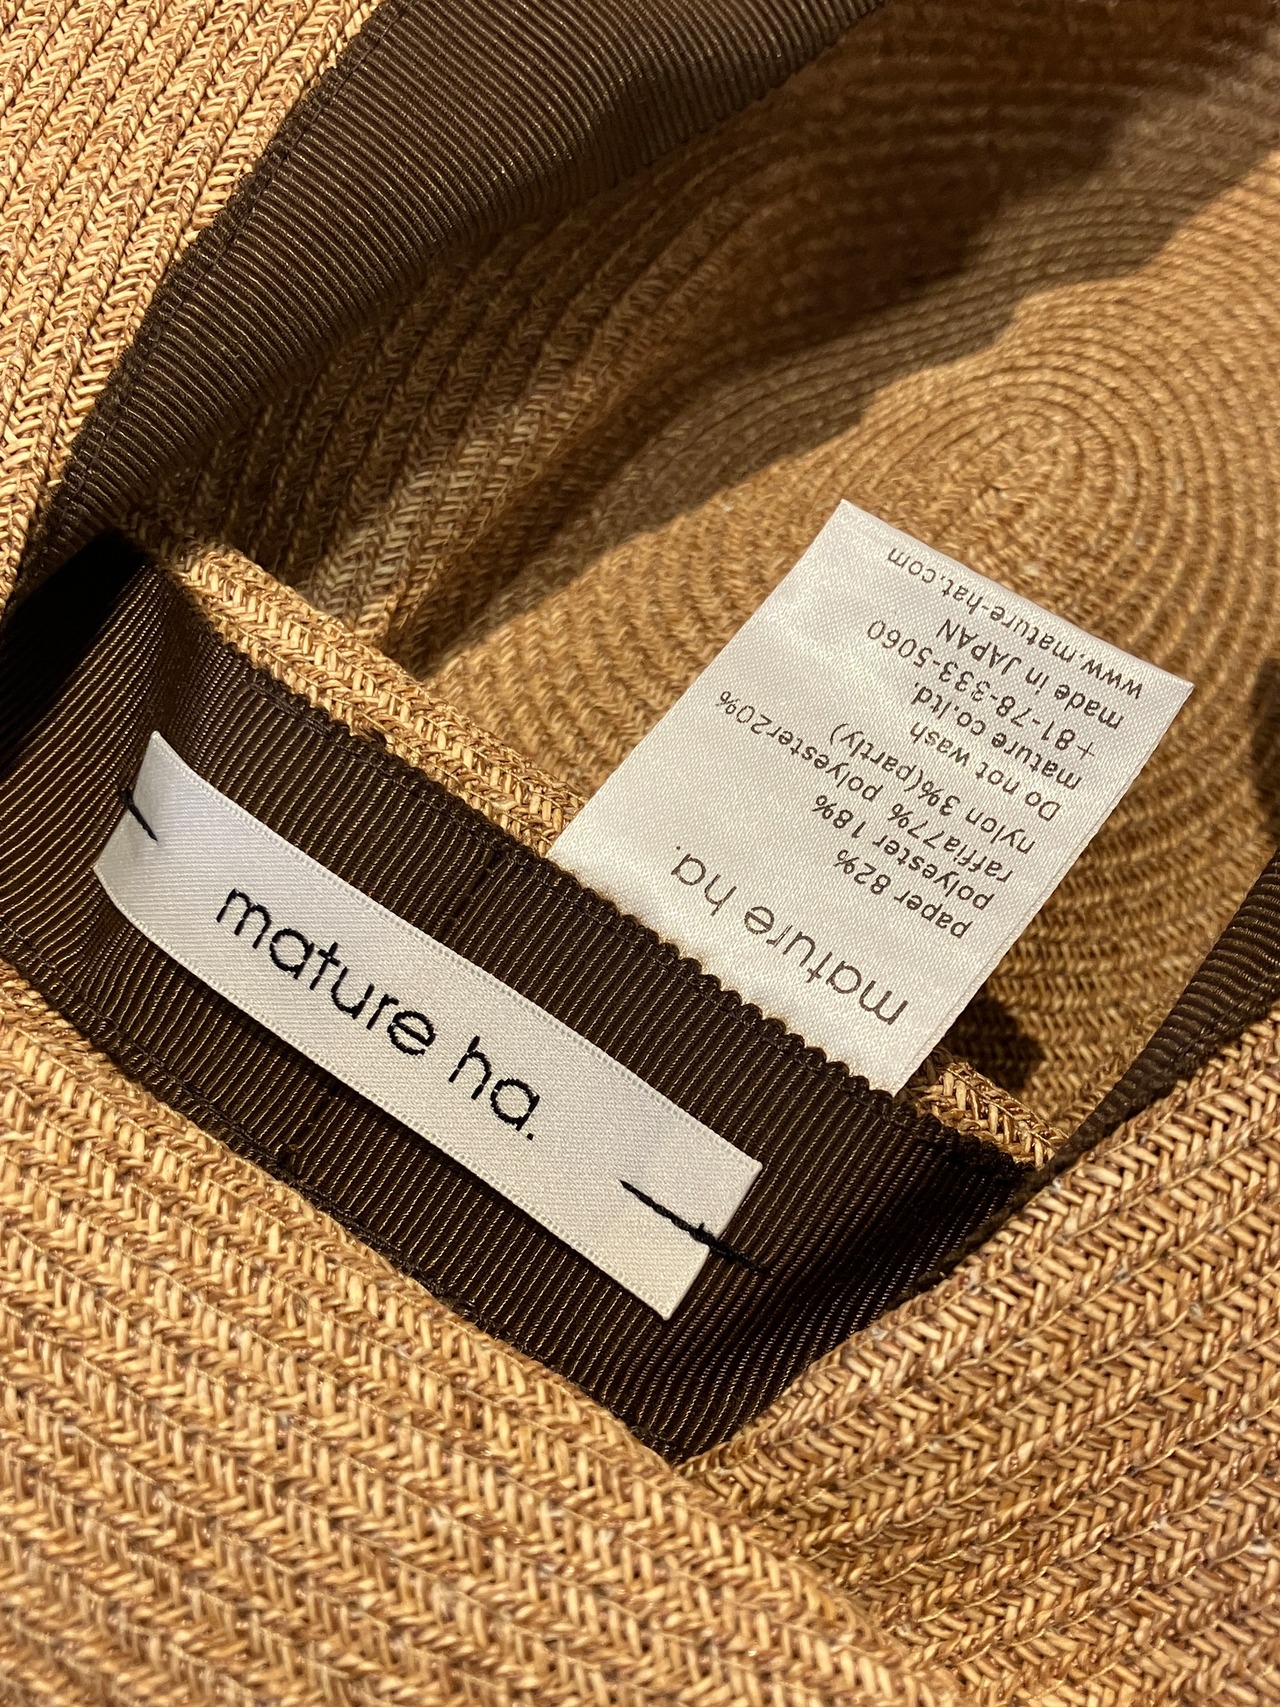 mature ha.
mature ha.
paper 82%
polyester 18%
raffia77% polyester20%
nylon 3%(partly)
Do not wash
mature co.ltd.
+81-78-333-5060
made in JAPAN
www.mature-hat.com